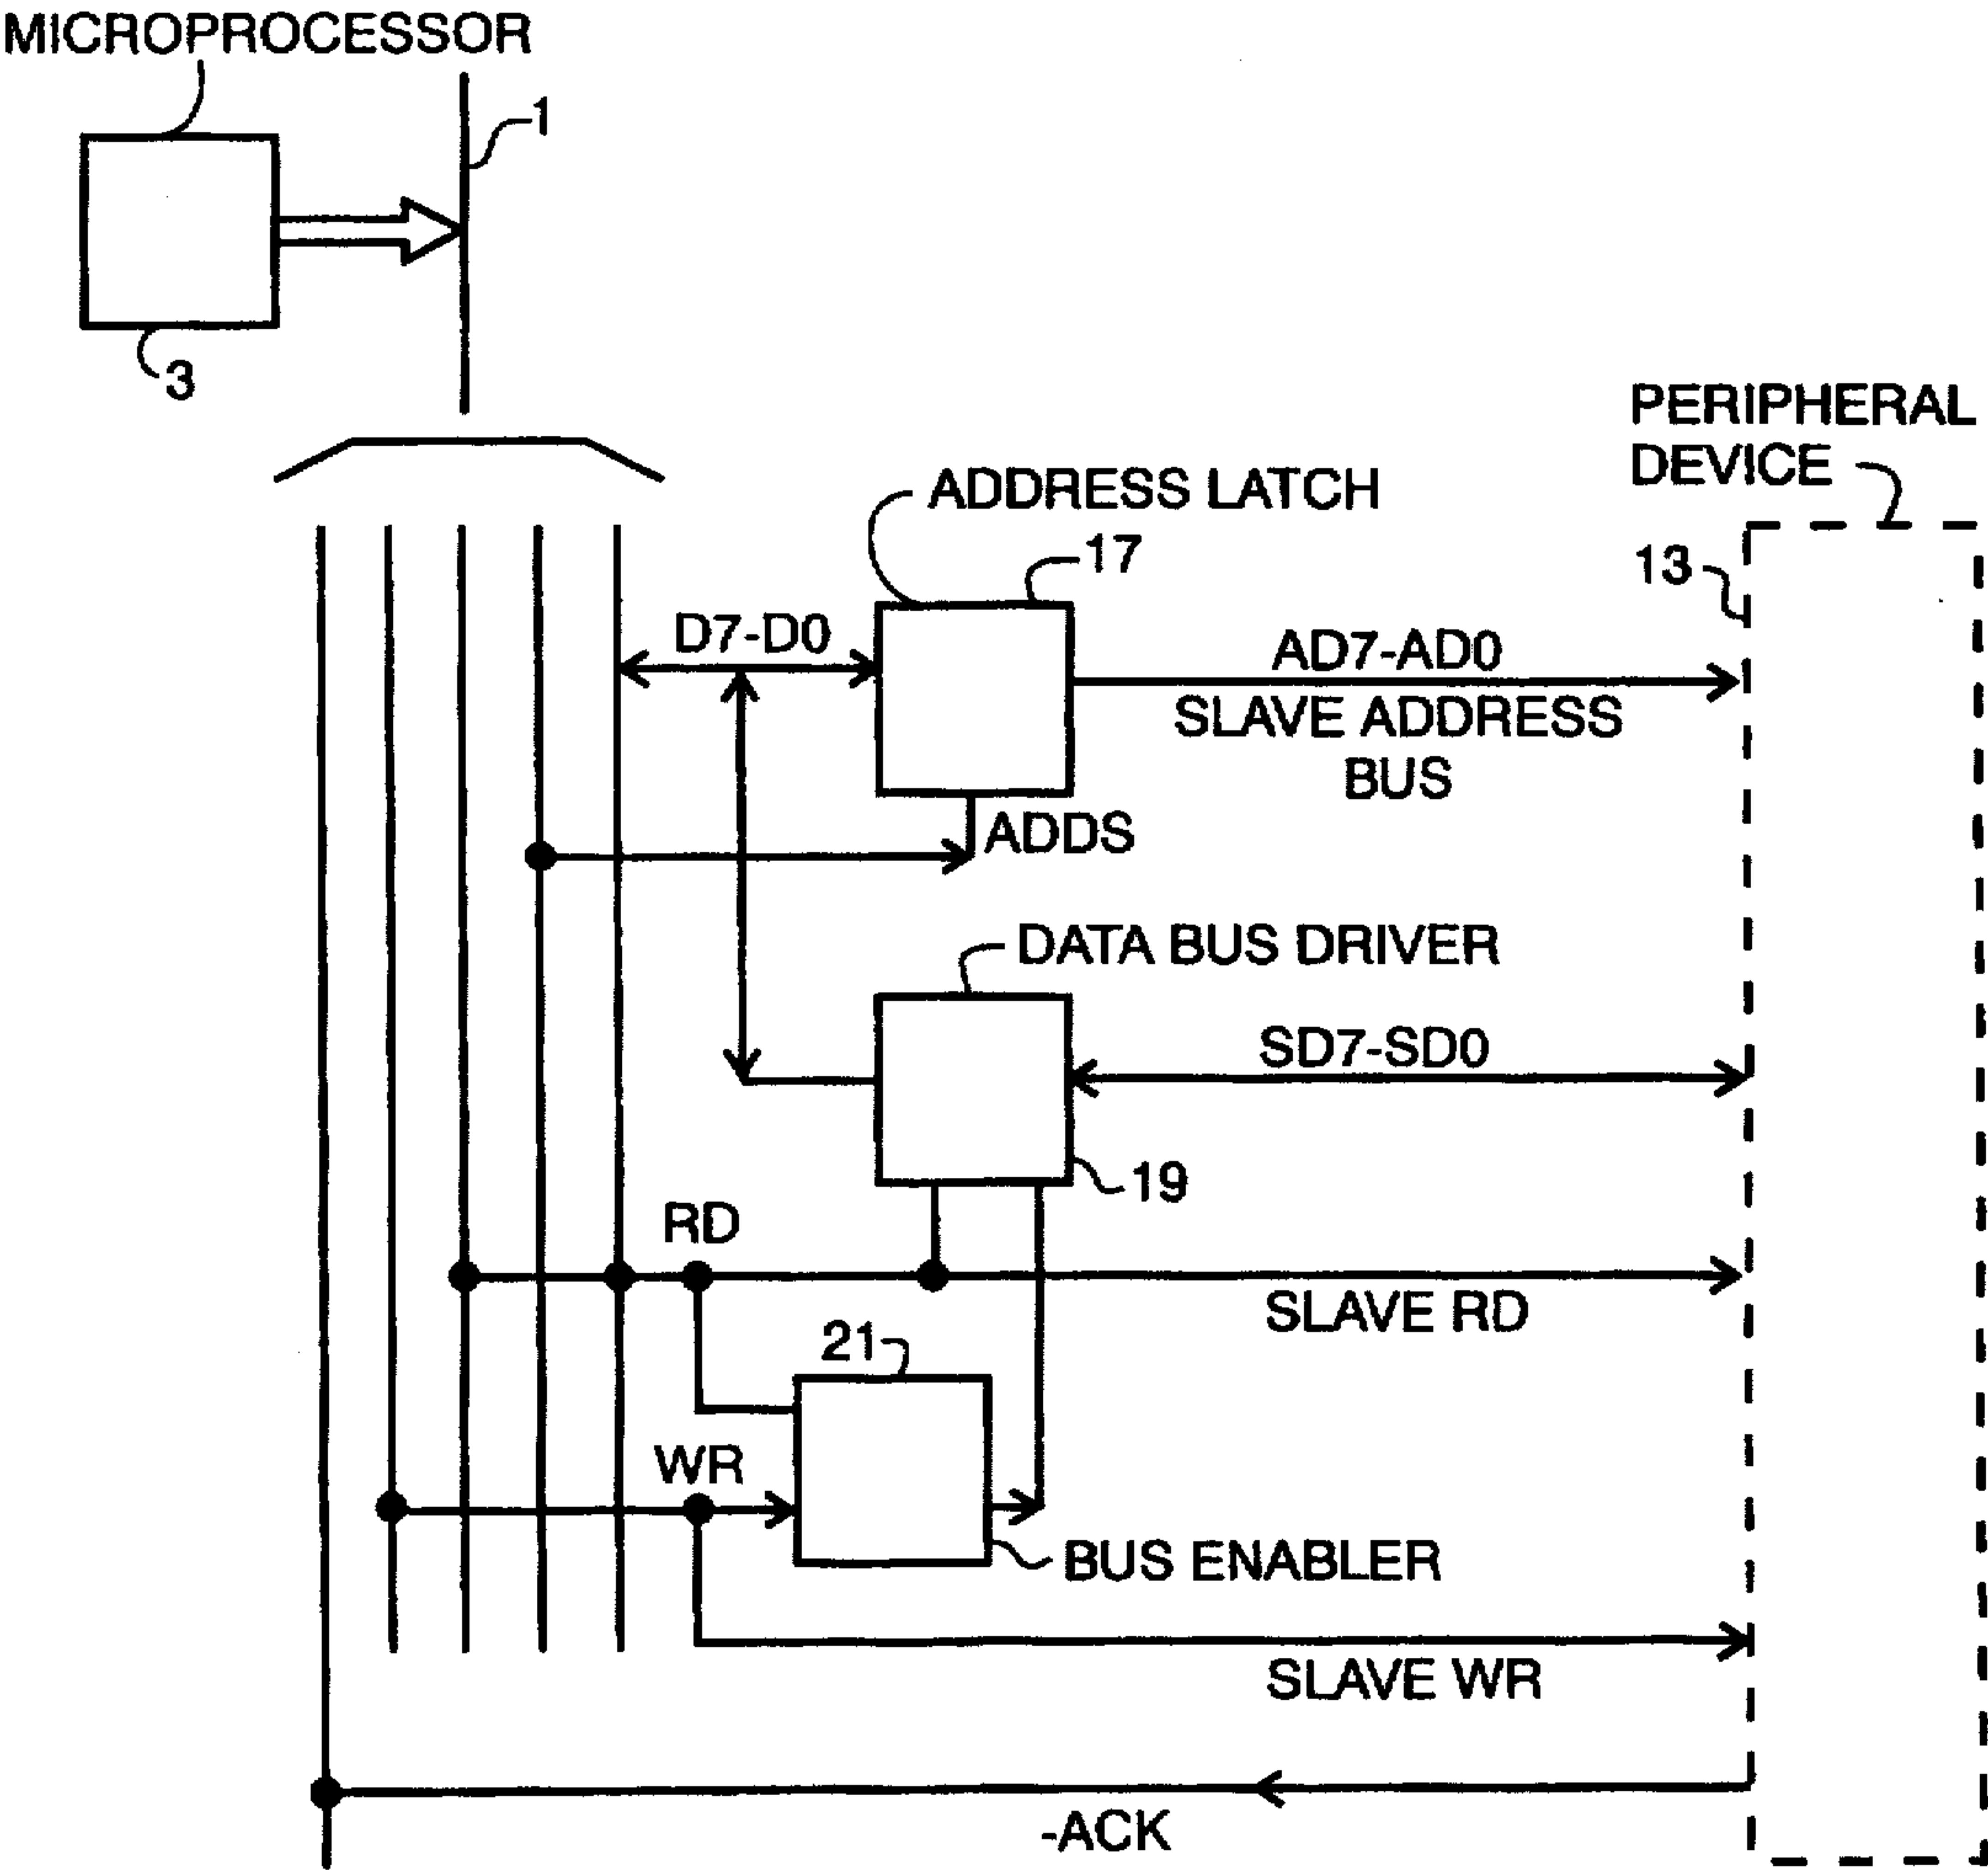 MICROPROCESSOR
1
3
PERIPHERAL
DEVICE
ADDRESS LATCH
17
13
D7-D0
AD7-AD0
SLAVE ADDRESS
BUS
ADDS
DATA BUS DRIVER
SD7-SD0
19
RD
SLAVE RD
21
WR
BUS ENABLER
SLAVE WR
-ACK